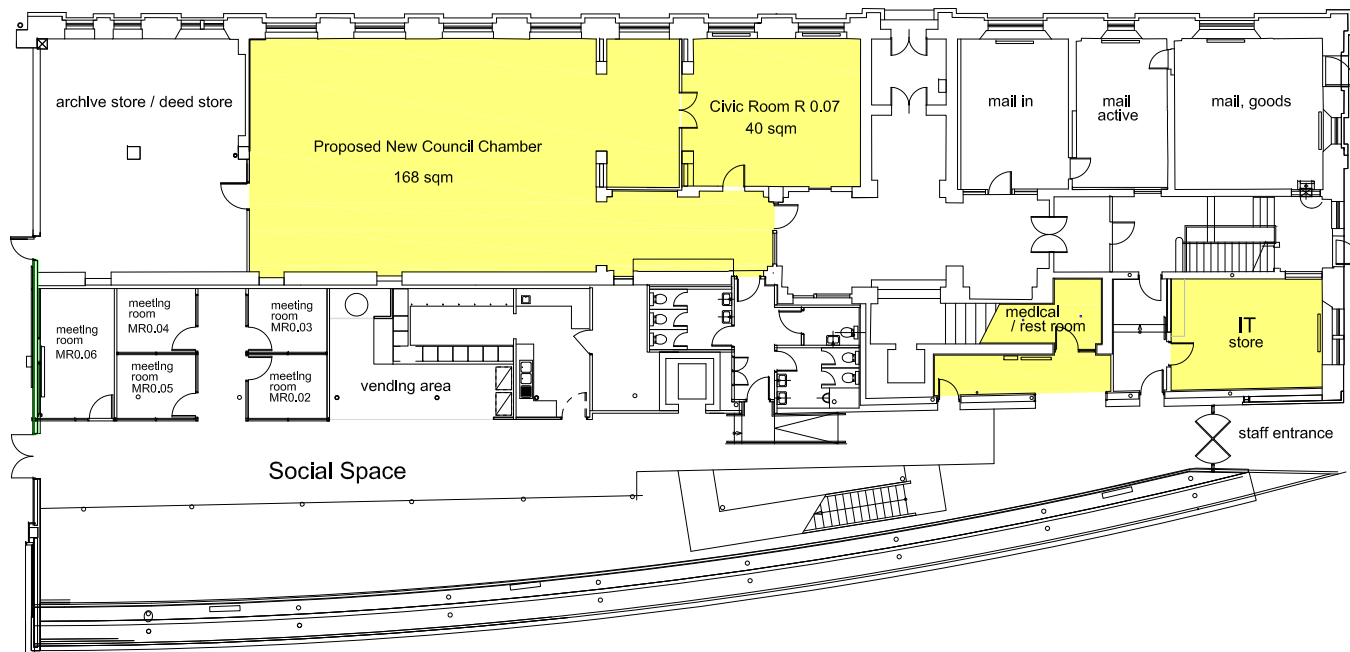 archive store / deed store
Proposed New Council Chamber
168 sqm
Civic Room R 0.07
40 sqm
mail in
mail
active
mail, goods
meeting
room
MR0.06
meeting
room
MR0.04
meeting
room
MR0.05
meeting
room
MR0.03
meeting
room
MR0.02
vending area
medical
/ rest room
IT
store
staff entrance
Social Space